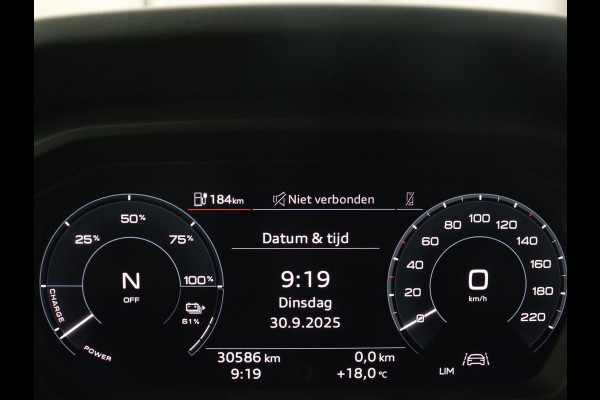 184km
Niet verbonden
Datum & tijd
9:19
Dinsdag
30.9.2025
30586 km
0,0 km
9:19
+18,0 °C
25%
50%
75%
100%
N
OFF
61%
CHARGE
POWER
0
20
40
60
80
100
120
140
160
180
200
220
0
km/h
LIM